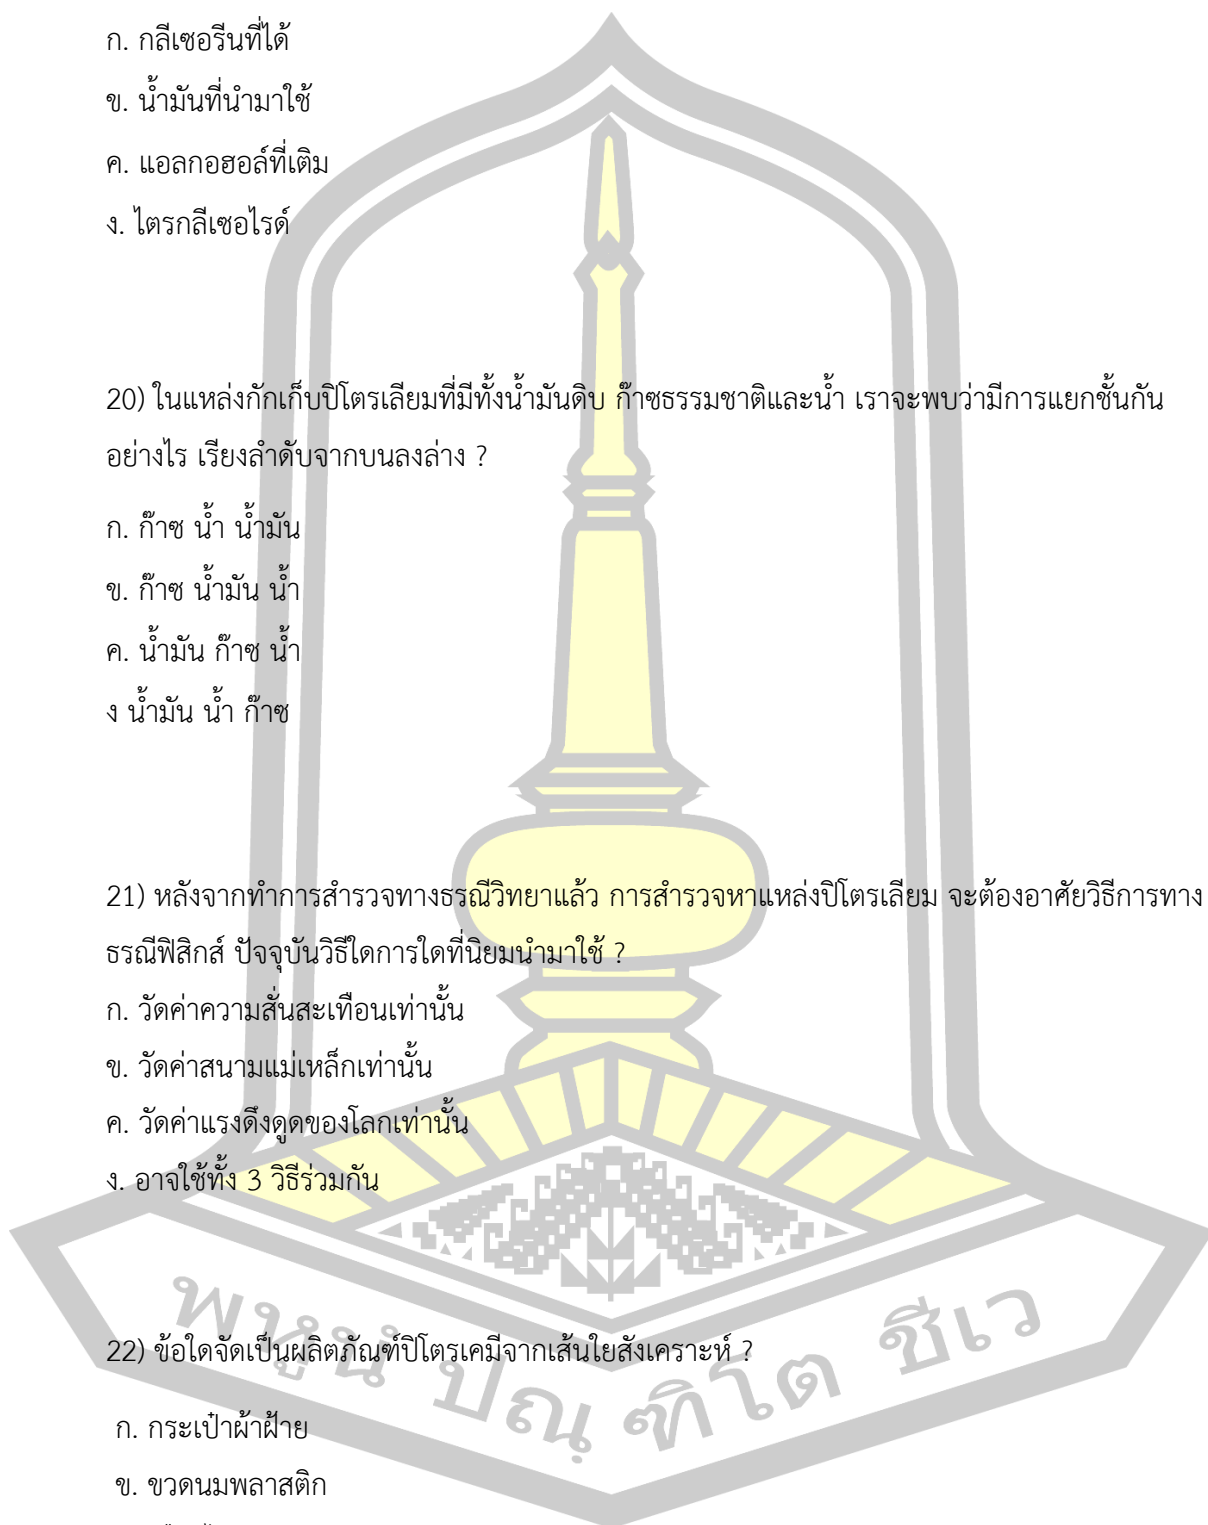 ก. กลีเซอรีนที่ได้
ข. น้ำมันที่นำมาใช้
ค. แอลกอฮอล์ที่เติม
ง. ไตรกลีเซอไรด์
20) ในแหล่งกักเก็บปิโตรเลียมที่มีทั้งน้ำมันดิบ ก๊าซธรรมชาติและน้ำ เราจะพบว่ามีการแยกชั้นกัน
อย่างไร เรียงลำดับจากบนลงล่าง ?
ก. ก๊าซ น้ำ น้ำมัน
ข. ก๊าซ น้ำมัน น้ำ
ค. น้ำมัน ก๊าซ น้ำ
ง น้ำมัน น้ำ ก๊าซ
21) หลังจากทำการสำรวจทางธรณีวิทยาแล้ว การสำรวจหาแหล่งปิโตรเลียม จะต้องอาศัยวิธีการทาง
ธรณีฟิสิกส์ ปัจจุบันวิธีใดการใดที่นิยมนำมาใช้ ?
ก. วัดค่าความสั่นสะเทือนเท่านั้น
ข. วัดค่าสนามแม่เหล็กเท่านั้น
ค. วัดค่าแรงดึงดูดของโลกเท่านั้น
ง. อาจใช้ทั้ง 3 วิธีร่วมกัน
22) ข้อใดจัดเป็นผลิตภัณฑ์ปิโตรเคมีจากเส้นใยสังเคราะห์ ?
พหูนํ ปณฺฑิโต ชีเว
ก. กระเป๋าผ้าฝ้าย
ข. ขวดนมพลาสติก